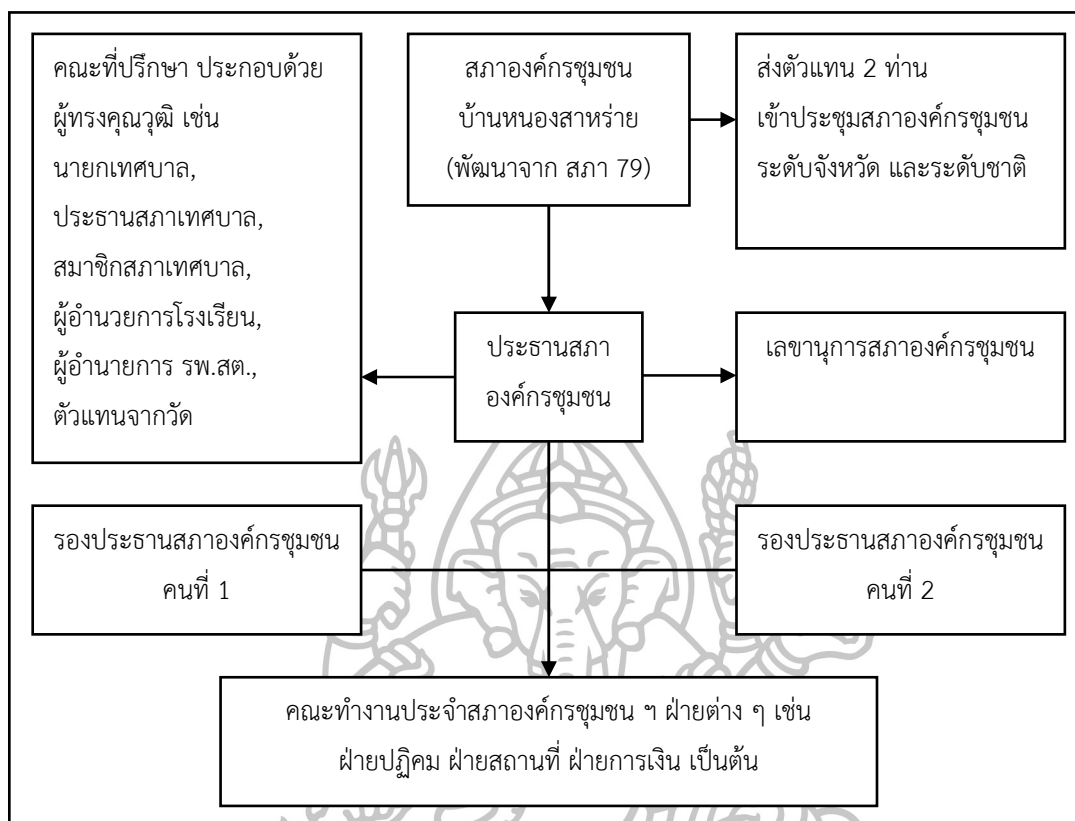 คณะที่ปรึกษา ประกอบด้วย
ผู้ทรงคุณวุฒิ เช่น
นายกเทศบาล,
ประธานสภาเทศบาล,
สมาชิกสภาเทศบาล,
ผู้อำนวยการโรงเรียน,
ผู้อำนายการ รพ.สต.,
ตัวแทนจากวัด
สภาองค์กรชุมชน
บ้านหนองสาหร่าย
(พัฒนาจาก สภา 79)
ส่งตัวแทน 2 ท่าน
เข้าประชุมสภาองค์กรชุมชน
ระดับจังหวัด และระดับชาติ
ประธานสภา
องค์กรชุมชน
เลขานุการสภาองค์กรชุมชน
รองประธานสภาองค์กรชุมชน
คนที่ 1
รองประธานสภาองค์กรชุมชน
คนที่ 2
คณะทำงานประจำสภาองค์กรชุมชน ฯ ฝ่ายต่าง ๆ เช่น
ฝ่ายปฏิคม ฝ่ายสถานที่ ฝ่ายการเงิน เป็นต้น